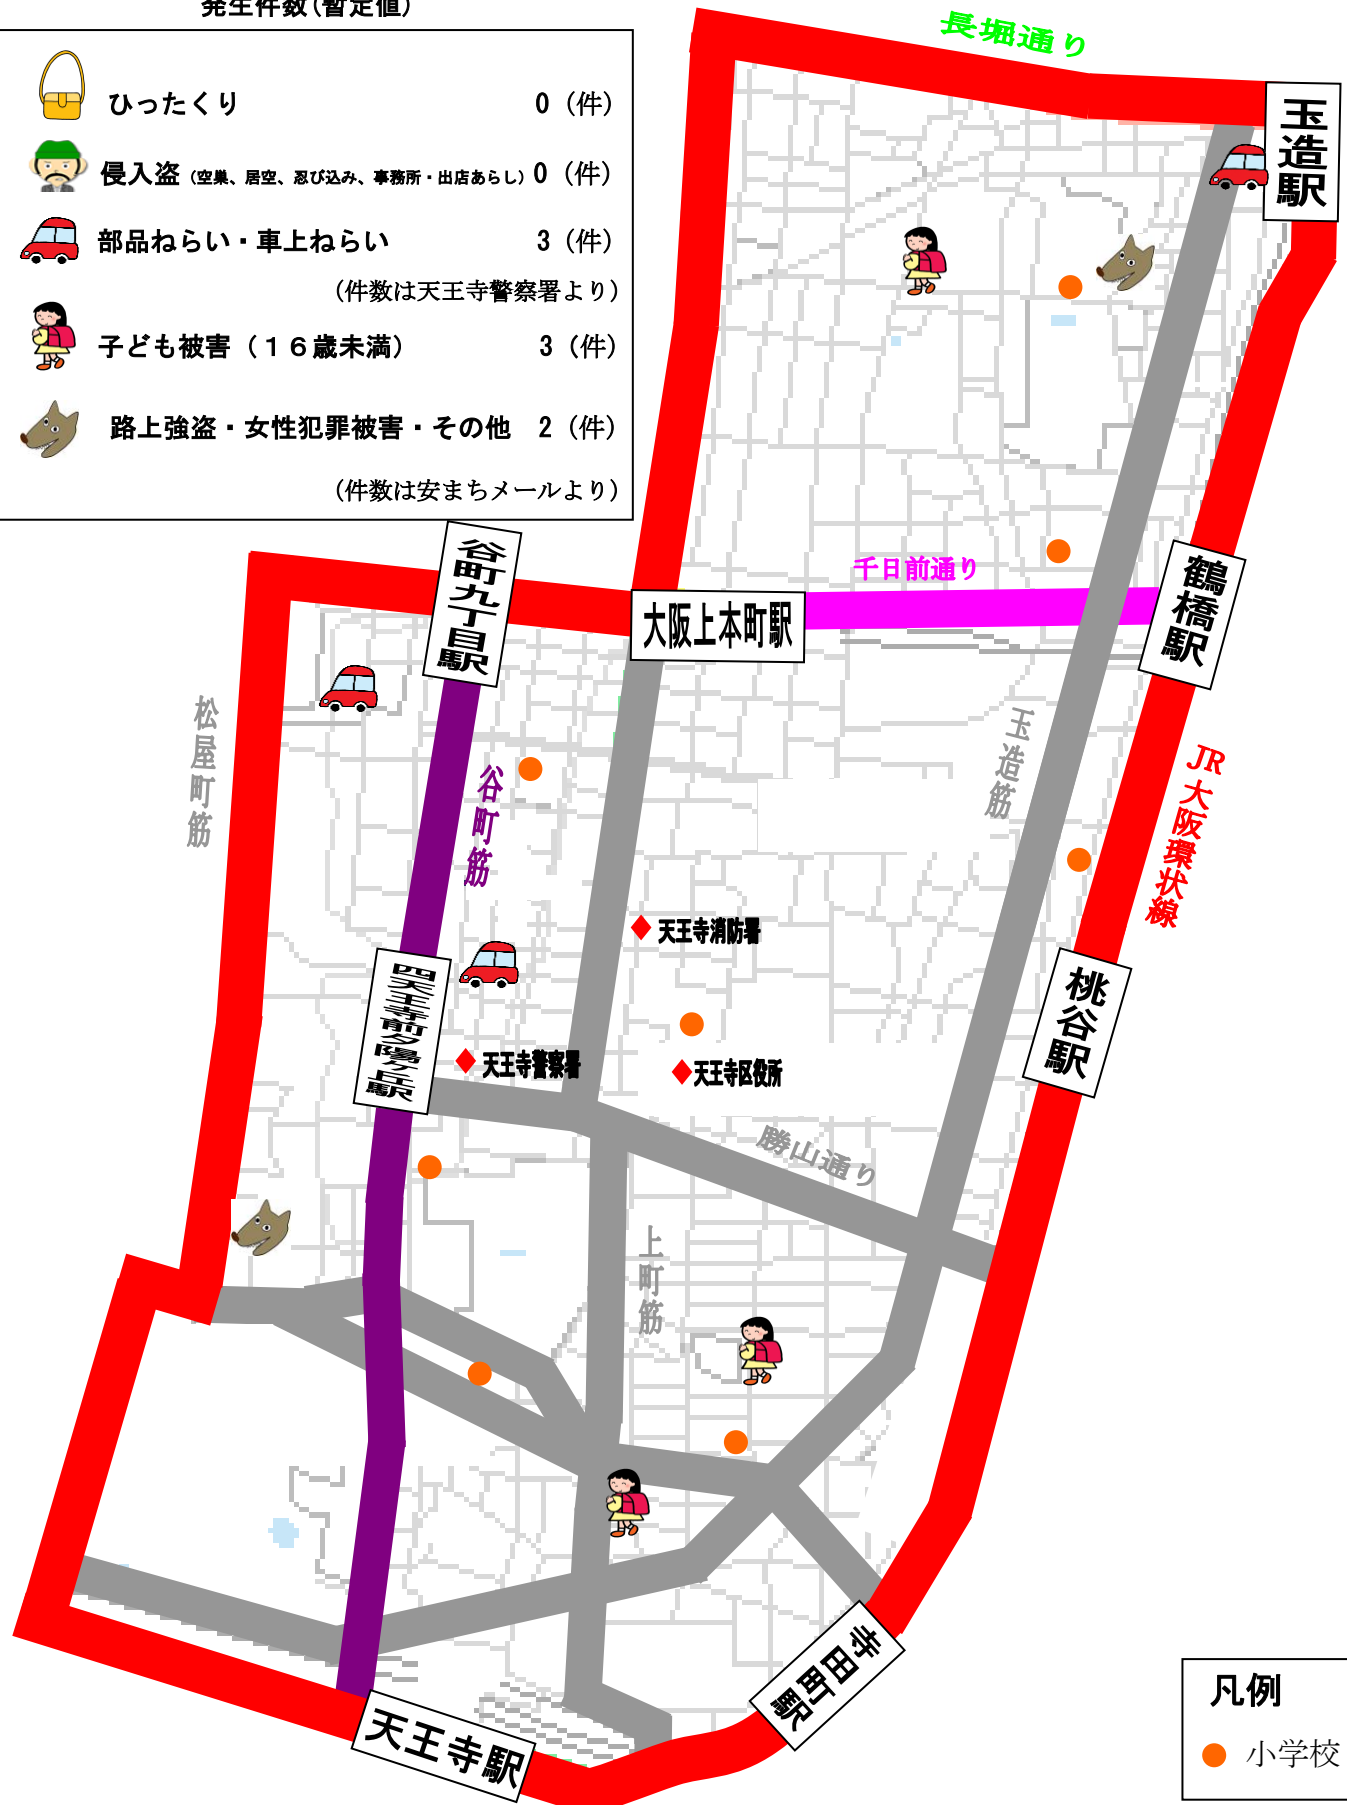 発生件数(暫定値)
ひったくり 0（件）
侵入盗（空巣、居空、忍び込み、事務所・出店あらし）0（件）
部品ねらい・車上ねらい 3（件）
（件数は天王寺警察署より）
子ども被害（１６歳未満） 3（件）
路上強盗・女性犯罪被害・その他 2（件）
（件数は安まちメールより）
長堀通り
玉造駅
谷町九丁目駅
大阪上本町駅
千日前通り
鶴橋駅
松屋町筋
谷町筋
玉造筋
JR大阪環状線
天王寺消防署
四天王寺前夕陽ケ丘駅
天王寺警察署
天王寺区役所
桃谷駅
勝山通り
上町筋
寺田町駅
天王寺駅
凡例
小学校